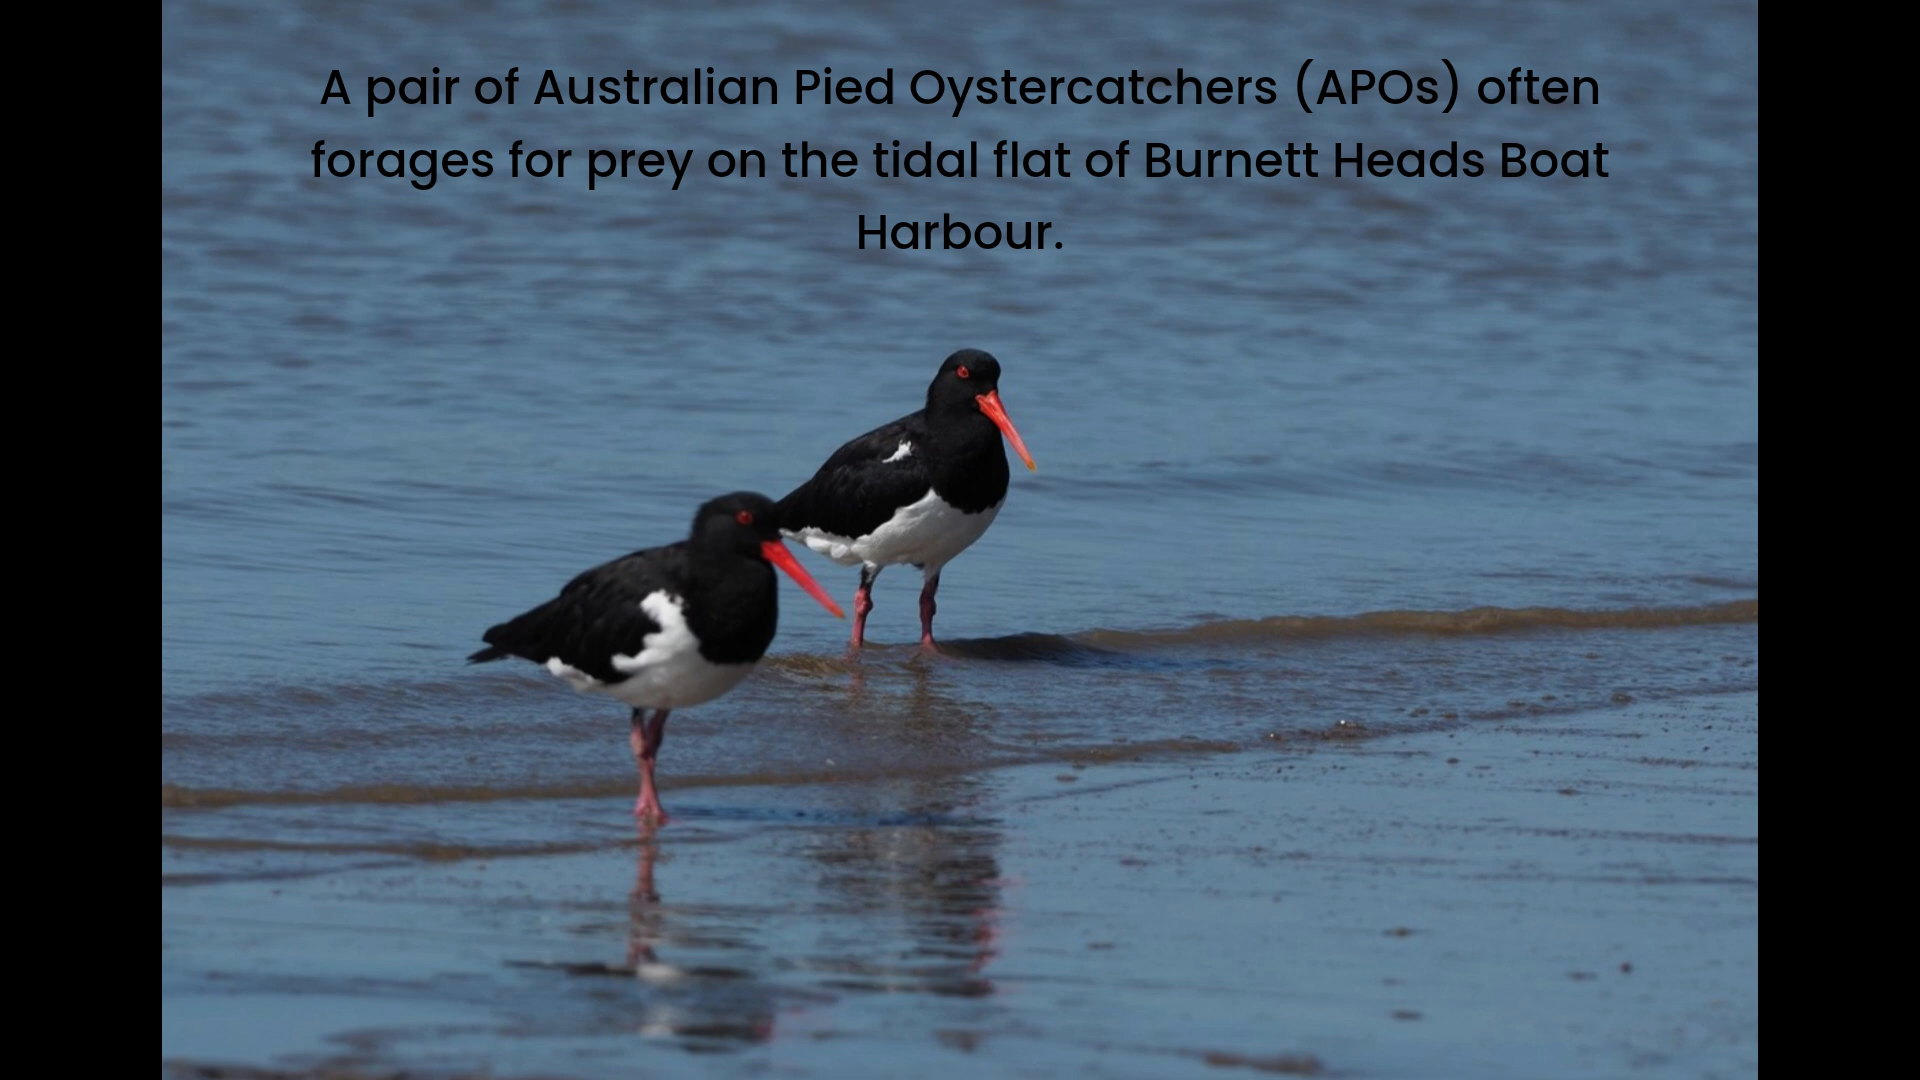 A pair of Australian Pied Oystercatchers (APOs) often
forages for prey on the tidal flat of Burnett Heads Boat
Harbour.